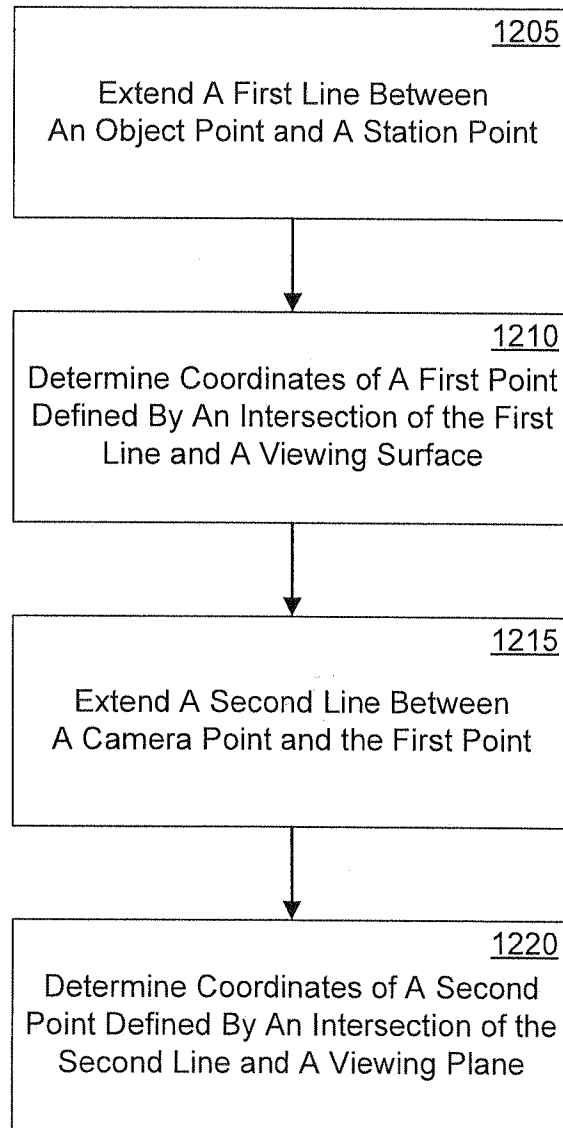 1205
Extend A First Line Between
An Object Point and A Station Point
1210
Determine Coordinates of A First Point
Defined By An Intersection of the First
Line and A Viewing Surface
1215
Extend A Second Line Between
A Camera Point and the First Point
1220
Determine Coordinates of A Second
Point Defined By An Intersection of the
Second Line and A Viewing Plane